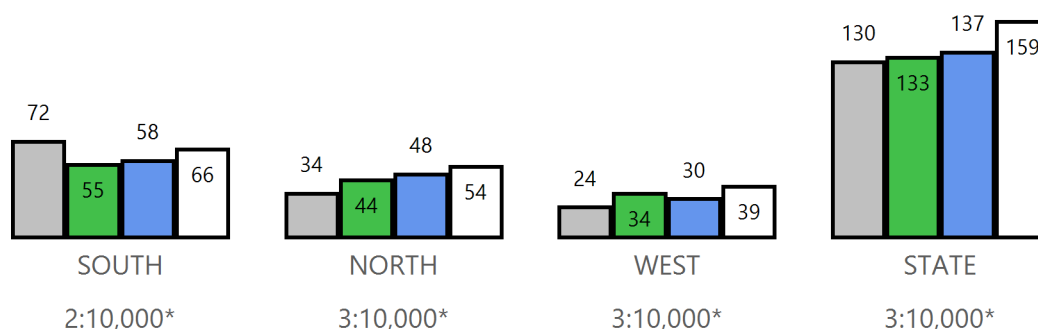 72 55 58 66
34 44 48 54
24 34 30 39
130 133 137 159
SOUTH NORTH WEST STATE
2:10,000* 3:10,000* 3:10,000* 3:10,000*